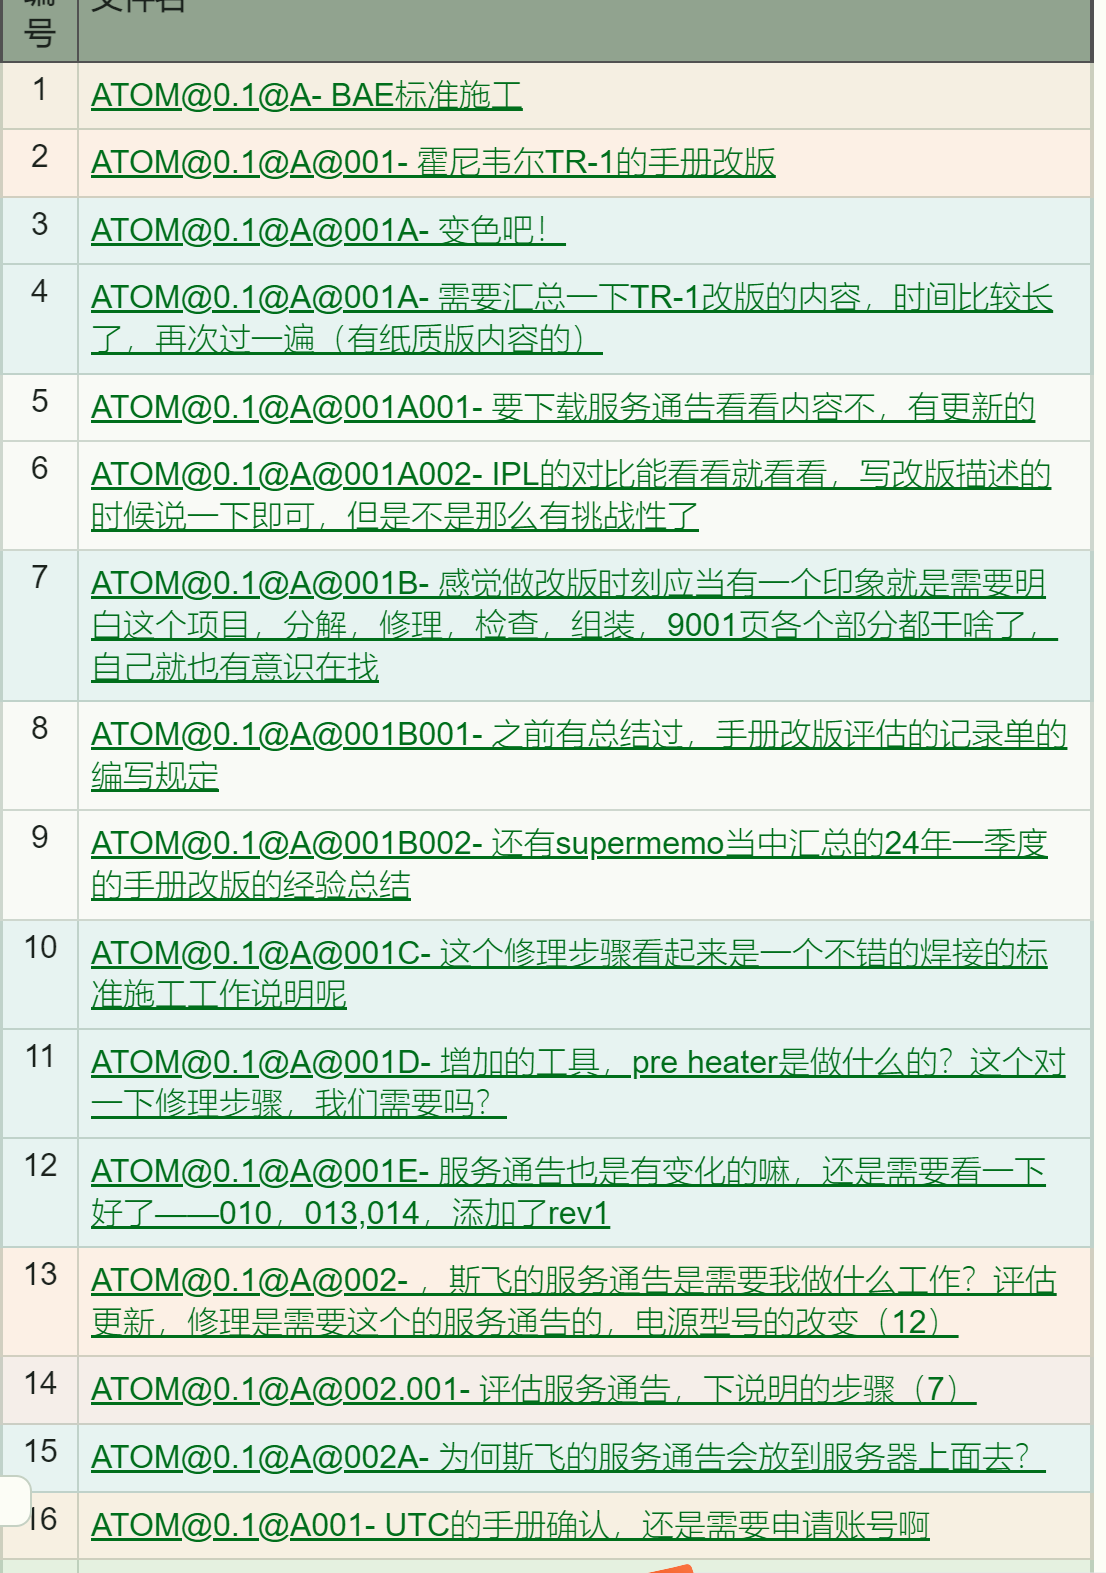 编
号
文件名
1
ATOM@0.1@A- BAE标准施工
2
ATOM@0.1@A@001- 霍尼韦尔TR-1的手册改版
3
ATOM@0.1@A@001A- 变色吧！
4
ATOM@0.1@A@001A- 需要汇总一下TR-1改版的内容，时间比较长
了，再次过一遍（有纸质版内容的）
5
ATOM@0.1@A@001A001- 要下载服务通告看看内容不，有更新的
6
ATOM@0.1@A@001A002- IPL的对比能看看就看看，写改版描述的
时候说一下即可，但是不是那么有挑战性了
7
ATOM@0.1@A@001B- 感觉做改版时刻应当有一个印象就是需要明
白这个项目，分解，修理，检查，组装，9001页各个部分都干啥了，
自己就也有意识在找
8
ATOM@0.1@A@001B001- 之前有总结过，手册改版评估的记录单的
编写规定
9
ATOM@0.1@A@001B002- 还有supermemo当中汇总的24年一季度
的手册改版的经验总结
10
ATOM@0.1@A@001C- 这个修理步骤看起来是一个不错的焊接的标
准施工工作说明呢
11
ATOM@0.1@A@001D- 增加的工具，pre heater是做什么的？这个对
一下修理步骤，我们需要吗？
12
ATOM@0.1@A@001E- 服务通告也是有变化的嘛，还是需要看一下
好了——010，013,014，添加了rev1
13
ATOM@0.1@A@002- ，斯飞的服务通告是需要我做什么工作？评估
更新，修理是需要这个的服务通告的，电源型号的改变（12）
14
ATOM@0.1@A@002.001- 评估服务通告，下说明的步骤（7）
15
ATOM@0.1@A@002A- 为何斯飞的服务通告会放到服务器上面去？
16
ATOM@0.1@A001- UTC的手册确认，还是需要申请账号啊